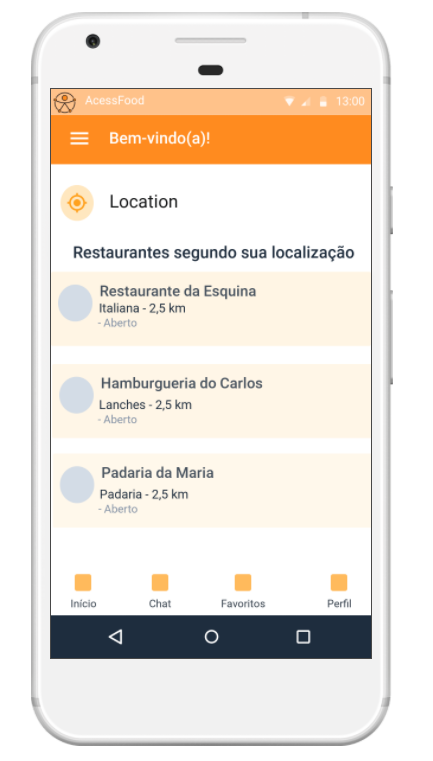 AcessFood 13:00
Bem-vindo(a)!
Location
Restaurantes segundo sua localização
Restaurante da Esquina
Italiana - 2,5 km
- Aberto
Hamburgueria do Carlos
Lanches - 2,5 km
- Aberto
Padaria da Maria
Padaria - 2,5 km
- Aberto
Início Chat Favoritos Perfil